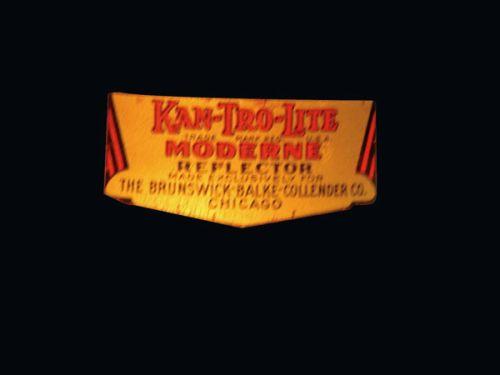 KAN-TRO-LITE
TRADE MARK REG. U.S.A.
MODERNE
REFLECTOR
MADE EXCLUSIVELY FOR
THE BRUNSWICK-BALKE-COLLENDER CO.
CHICAGO